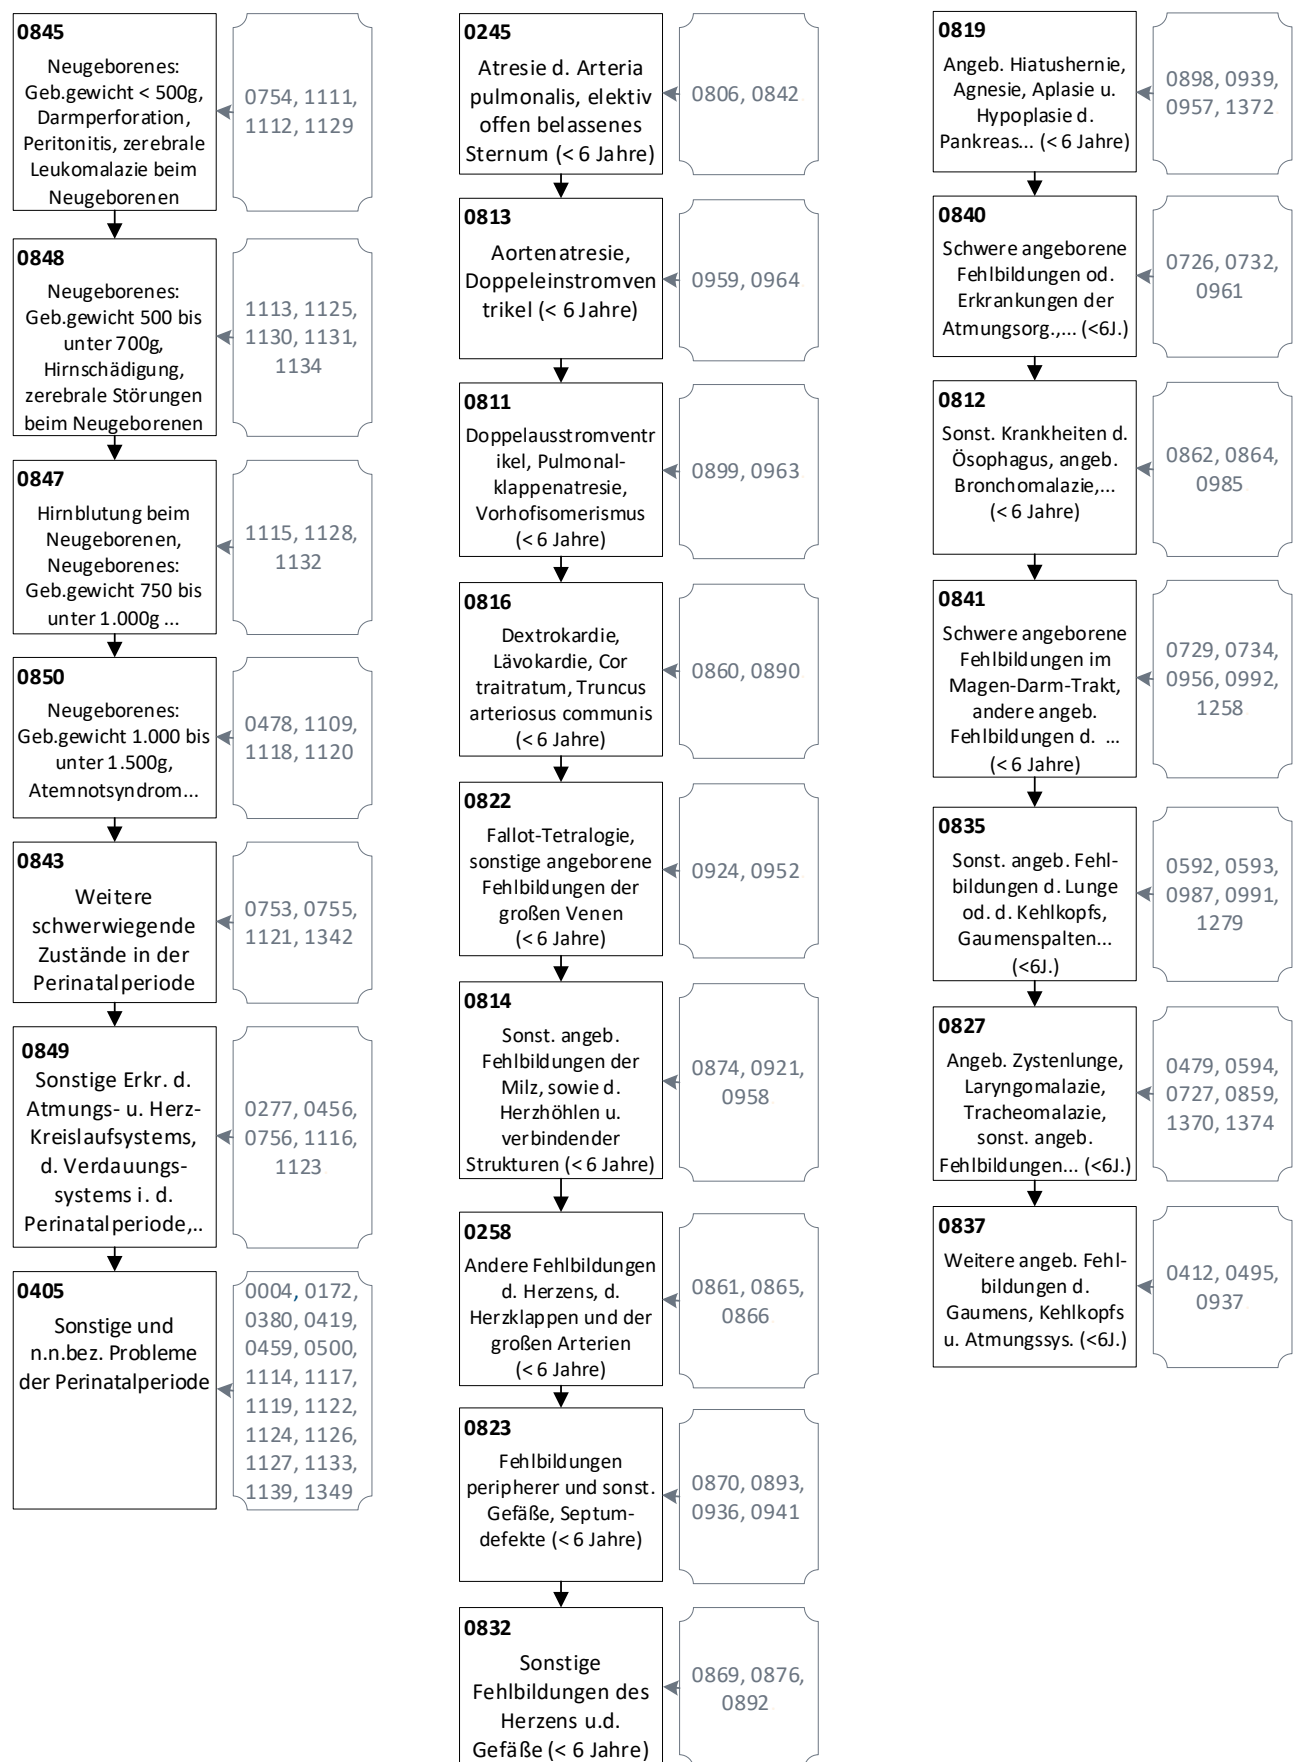 0845
Neugeborenes:
Geb.gewicht < 500g,
Darmperforation,
Peritonitis, zerebrale
Leukomalazie beim
Neugeborenen
0754, 1111,
1112, 1129
0848
Neugeborenes:
Geb.gewicht 500 bis
unter 700g,
Hirnschädigung,
zerebrale Störungen
beim Neugeborenen
1113, 1125,
1130, 1131,
1134
0847
Hirnblutung beim
Neugeborenen,
Neugeborenes:
Geb.gewicht 750 bis
unter 1.000g ...
1115, 1128,
1132
0850
Neugeborenes:
Geb.gewicht 1.000 bis
unter 1.500g,
Atemnotsyndrom...
0478, 1109,
1118, 1120
0843
Weitere
schwerwiegende
Zustände in der
Perinatalperiode
0753, 0755,
1121, 1342
0849
Sonstige Erkr. d.
Atmungs- u. Herz-
Kreislaufsystems,
d. Verdauungs-
systems i. d.
Perinatalperiode,..
0277, 0456,
0756, 1116,
1123
0405
Sonstige und
n.n.bez. Probleme
der Perinatalperiode
0004, 0172,
0380, 0419,
0459, 0500,
1114, 1117,
1119, 1122,
1124, 1126,
1127, 1133,
1139, 1349
0245
Atresie d. Arteria
pulmonalis, elektiv
offen belassenes
Sternum (< 6 Jahre)
0806, 0842
0813
Aortenatresie,
Doppeleinstromven
trikel (< 6 Jahre)
0959, 0964
0811
Doppelausstromventr
ikel, Pulmonal-
klappenatresie,
Vorhofisomerismus
(< 6 Jahre)
0899, 0963
0816
Dextrokardie,
Lävokardie, Cor
traitratum, Truncus
arteriosus communis
(< 6 Jahre)
0860, 0890
0822
Fallot-Tetralogie,
sonstige angeborene
Fehlbildungen der
großen Venen
(< 6 Jahre)
0924, 0952
0814
Sonst. angeb.
Fehlbildungen der
Milz, sowie d.
Herzhöhlen u.
verbindender
Strukturen (< 6 Jahre)
0874, 0921,
0958
0258
Andere Fehlbildungen
d. Herzens, d.
Herzklappen und der
großen Arterien
(< 6 Jahre)
0861, 0865,
0866
0823
Fehlbildungen
peripherer und sonst.
Gefäße, Septum-
defekte (< 6 Jahre)
0870, 0893,
0936, 0941
0832
Sonstige
Fehlbildungen des
Herzens u.d.
Gefäße (< 6 Jahre)
0869, 0876,
0892
0819
Angeb. Hiatushernie,
Agnesie, Aplasie u.
Hypoplasie d.
Pankreas... (< 6 Jahre)
0898, 0939,
0957, 1372
0840
Schwere angeborene
Fehlbildungen od.
Erkrankungen der
Atmungsorg.,... (<6J.)
0726, 0732,
0961
0812
Sonst. Krankheiten d.
Ösophagus, angeb.
Bronchomalazie,...
(< 6 Jahre)
0862, 0864,
0985
0841
Schwere angeborene
Fehlbildungen im
Magen-Darm-Trakt,
andere angeb.
Fehlbildungen d. ...
(< 6 Jahre)
0729, 0734,
0956, 0992,
1258
0835
Sonst. angeb. Fehl-
bildungen d. Lunge
od. d. Kehlkopfs,
Gaumenspalten...
(<6J.)
0592, 0593,
0987, 0991,
1279
0827
Angeb. Zystenlunge,
Laryngomalazie,
Tracheomalazie,
sonst. angeb.
Fehlbildungen... (<6J.)
0479, 0594,
0727, 0859,
1370, 1374
0837
Weitere angeb. Fehl-
bildungen d.
Gaumens, Kehlkopfs
u. Atmungssys. (<6J.)
0412, 0495,
0937